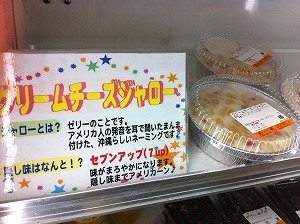 クリームチーズジャロー
ジャローとは?
ゼリーのことです。
アメリカ人の発音を耳で聞いたまんま
付けた、沖縄らしいネーミングです
隠し味はなんと!?
セブンアップ(7up)
味がまろやかになります。
隠し味までアメリカーン♪